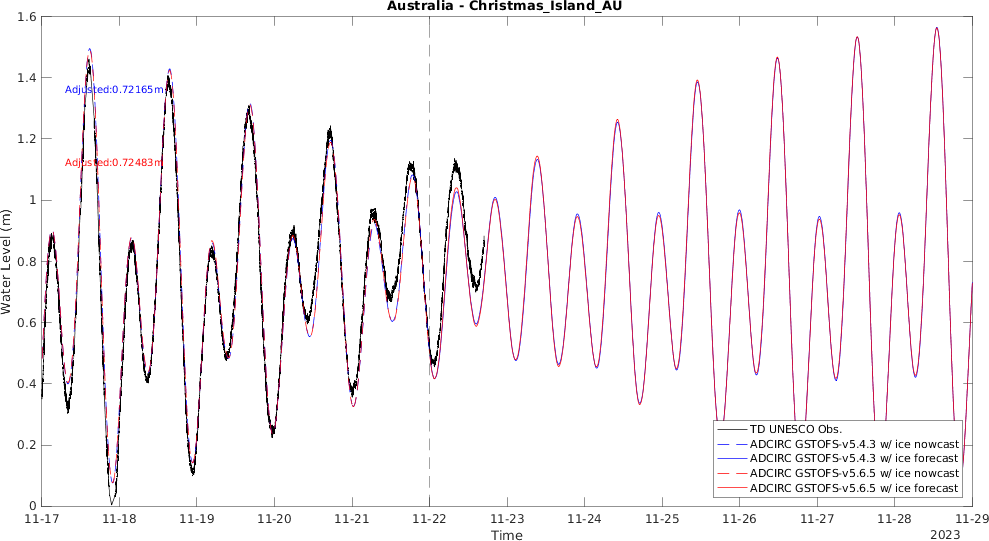 Australia - Christmas_Island_AU
1.6
1.4
1.2
1
0.8
0.6
0.4
0.2
0
Water Level (m)
Adjusted:0.72165m
Adjusted:0.72483m
TD UNESCO Obs.
ADCIRC GSTOFS-v5.4.3 w/ ice nowcast
ADCIRC GSTOFS-v5.4.3 w/ ice forecast
ADCIRC GSTOFS-v5.6.5 w/ ice nowcast
ADCIRC GSTOFS-v5.6.5 w/ ice forecast
11-17 11-18 11-19 11-20 11-21 11-22 11-23 11-24 11-25 11-26 11-27 11-28 11-29
Time
2023